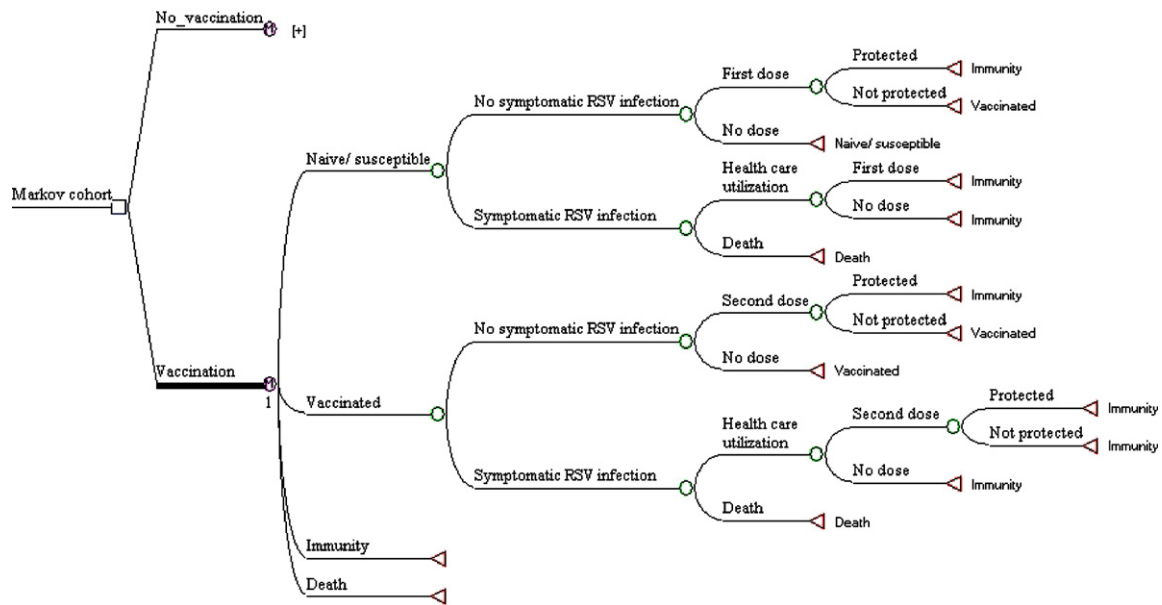 No_vaccination
[+]
Protected
Immunity
First dose
Not protected
Vaccinated
No symptomatic RSV infection
No dose
Naive/ susceptible
Naive/ susceptible
Health care
utilization
First dose
Immunity
No dose
Immunity
Markov cohort
Symptomatic RSV infection
Death
Death
Protected
Immunity
Second dose
Not protected
Vaccinated
No symptomatic RSV infection
No dose
Vaccinated
Vaccination
M
1
Vaccinated
Protected
Immunity
Health care
utilization
Second dose
Not protected
Immunity
Symptomatic RSV infection
No dose
Immunity
Death
Death
Immunity
Death